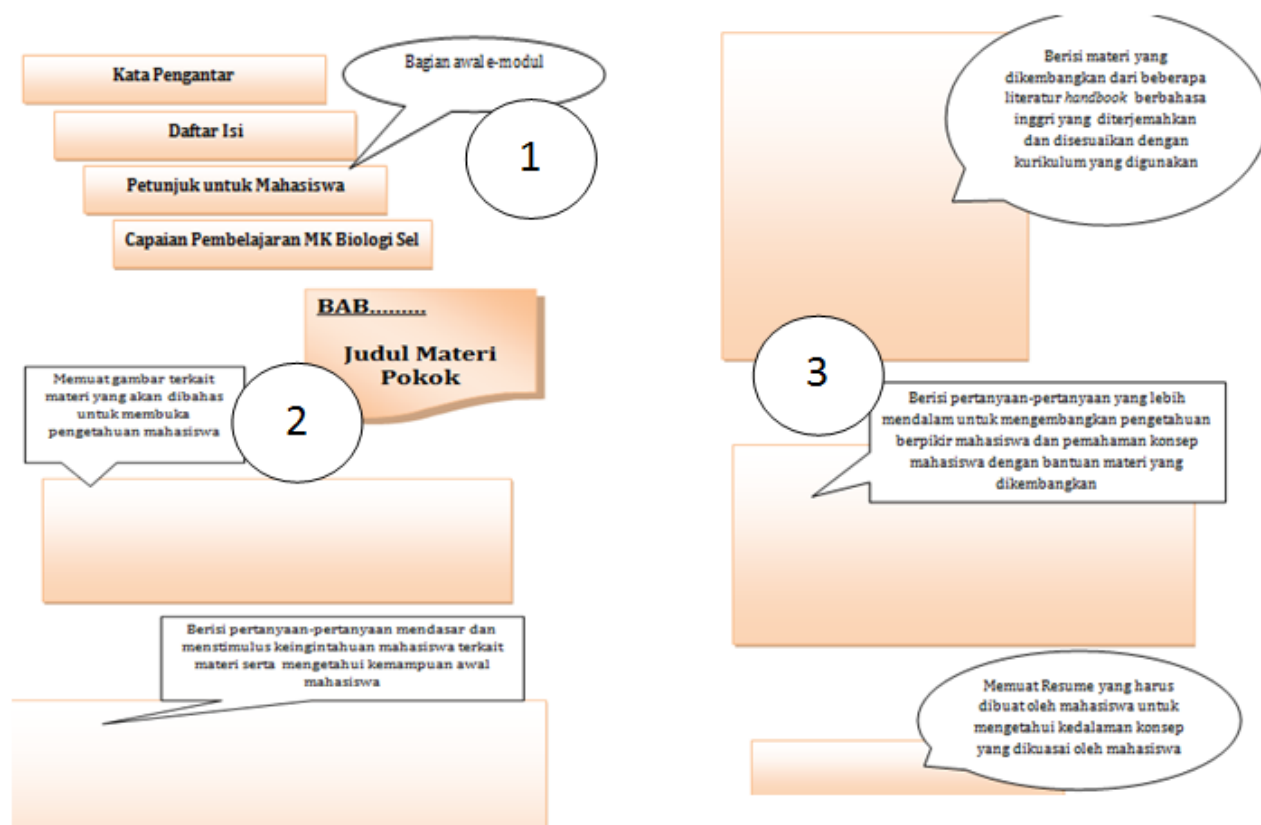 Kata Pengantar
Bagian awal e-modul
Daftar Isi
1
Petunjuk untuk Mahasiswa
Capaian Pembelajaran MK Biologi Sel
BAB.........
Judul Materi
Pokok
Memuat gambar terkait
materi yang akan dibahas
untuk membuka
pengetahuan mahasiswa
2
Berisi pertanyaan-pertanyaan mendasar dan
menstimulus keingintahuan mahasiswa terkait
materi serta mengetahui kemampuan awal
mahasiswa
Berisi materi yang
dikembangkan dari beberapa
literatur handbook berbahasa
inggri yang diterjemahkan
dan disesuaikan dengan
kurikulum yang digunakan
3
Berisi pertanyaan-pertanyaan yang lebih
mendalam untuk mengembangkan pengetahuan
berpikir mahasiswa dan pemahaman konsep
mahasiswa dengan bantuan materi yang
dikembangkan
Memuat Resume yang harus
dibuat oleh mahasiswa untuk
mengetahui kedalaman konsep
yang dikuasai oleh mahasiswa